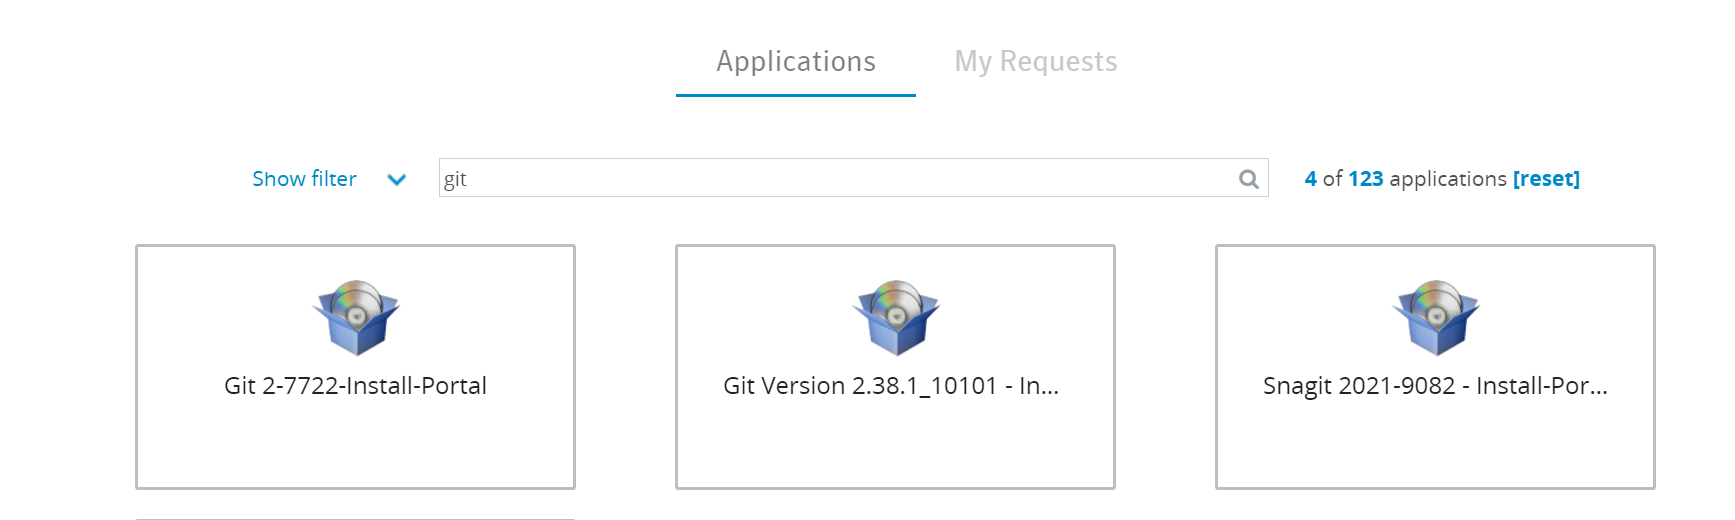 Applications My Requests
Show filter git 4 of 123 applications [reset]
Git 2-7722-Install-Portal
Git Version 2.38.1_10101 - In...
Snagit 2021-9082 - Install-Por...